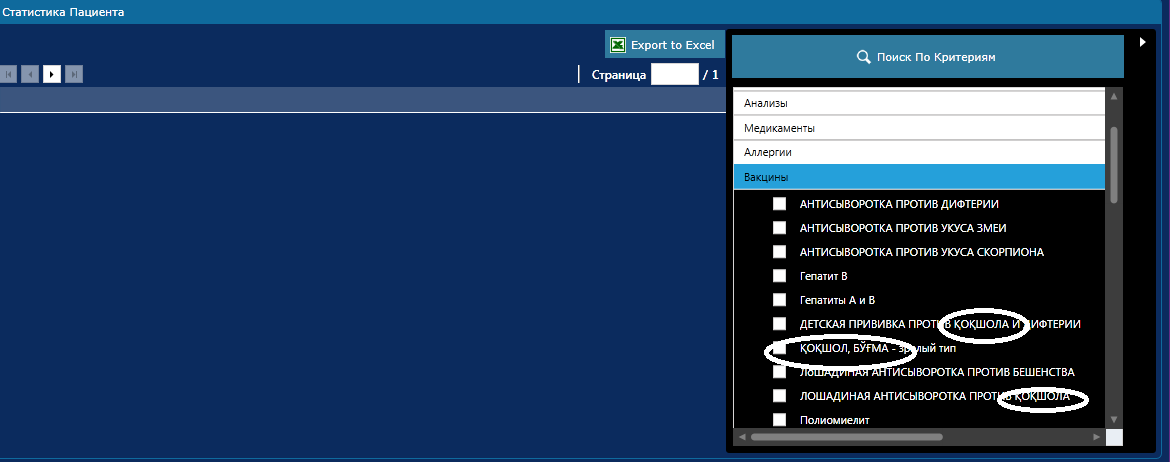 Статистика Пациента
Export to Excel
Поиск По Критериям
Страница / 1
Анализы
Медикаменты
Аллергии
Вакцины
АНТИСЫВОРОТКА ПРОТИВ ДИФТЕРИИ
АНТИСЫВОРОТКА ПРОТИВ УКУСА ЗМЕИ
АНТИСЫВОРОТКА ПРОТИВ УКУСА СКОРПИОНА
Гепатит B
Гепатиты А и В
ДЕТСКАЯ ПРИВИВКА ПРОТИВ ҚОҚШОЛА И ДИФТЕРИИ
ҚОҚШОЛ, БЎҒМА - зрелый тип
ЛОШАДИНАЯ АНТИСЫВОРОТКА ПРОТИВ БЕШЕНСТВА
ЛОШАДИНАЯ АНТИСЫВОРОТКА ПРОТИВ ҚОҚШОЛА
Полиомиелит